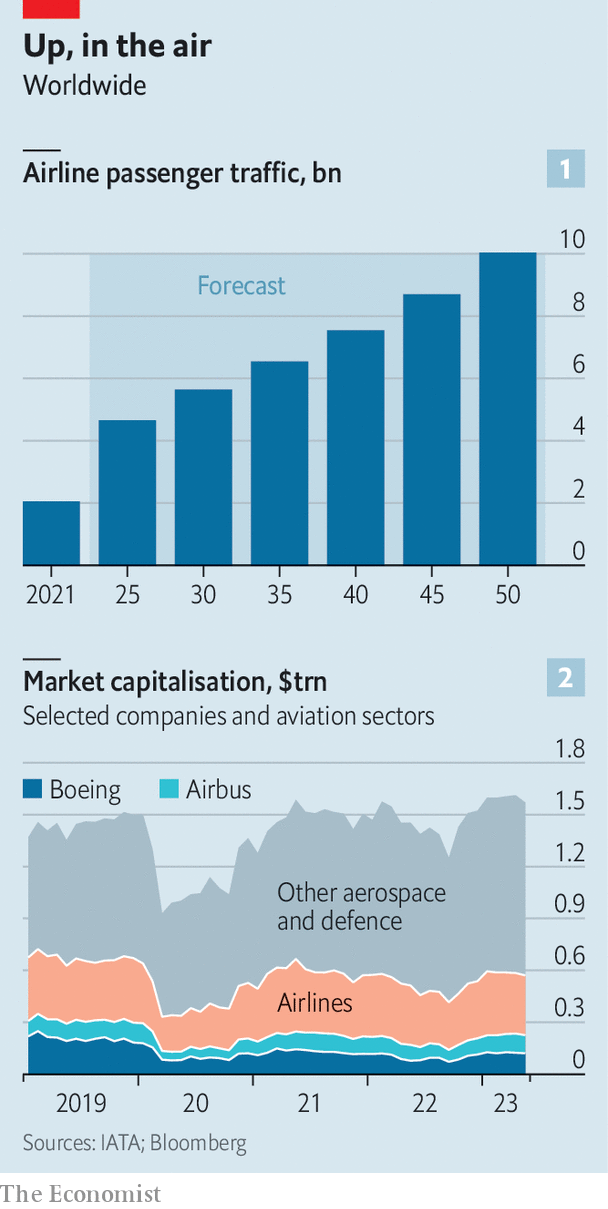 Up, in the air
Worldwide
Airline passenger traffic, bn
1
10
Forecast
8
6
4
2
0
2021 25 30 35 40 45 50
Market capitalisation, $trn
2
Selected companies and aviation sectors
1.8
Boeing Airbus
1.5
1.2
Other aerospace
and defence
0.9
0.6
Airlines
0.3
0
2019 20 21 22 23
Sources: IATA; Bloomberg
The Economist